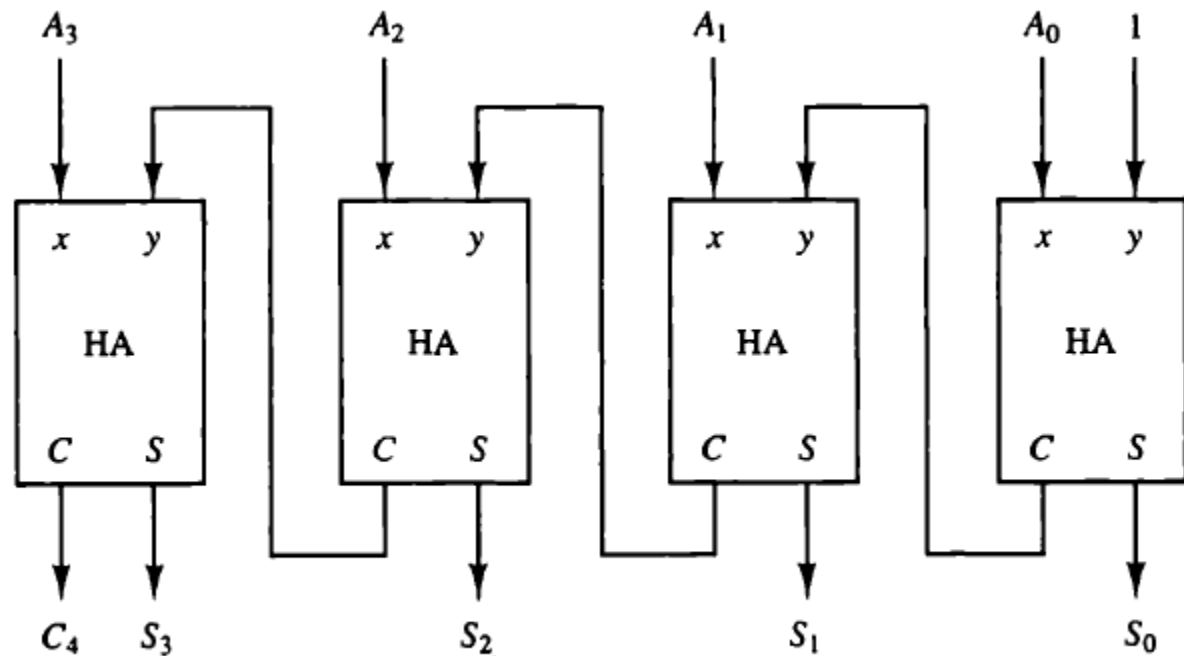 A₃ A₂ A₁ A₀ 1
x y x y x y x y
HA HA HA HA
C S C S C S C S
C₄ S₃ S₂ S₁ S₀